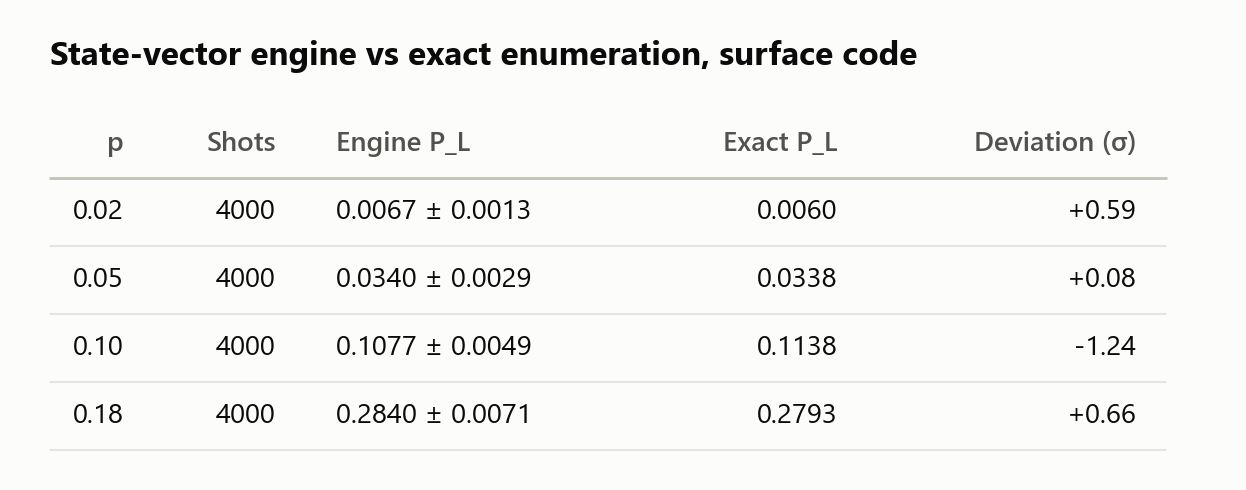 State-vector engine vs exact enumeration, surface code
p Shots Engine P_L Exact P_L Deviation (σ)
0.02 4000 0.0067 ± 0.0013 0.0060 +0.59
0.05 4000 0.0340 ± 0.0029 0.0338 +0.08
0.10 4000 0.1077 ± 0.0049 0.1138 -1.24
0.18 4000 0.2840 ± 0.0071 0.2793 +0.66